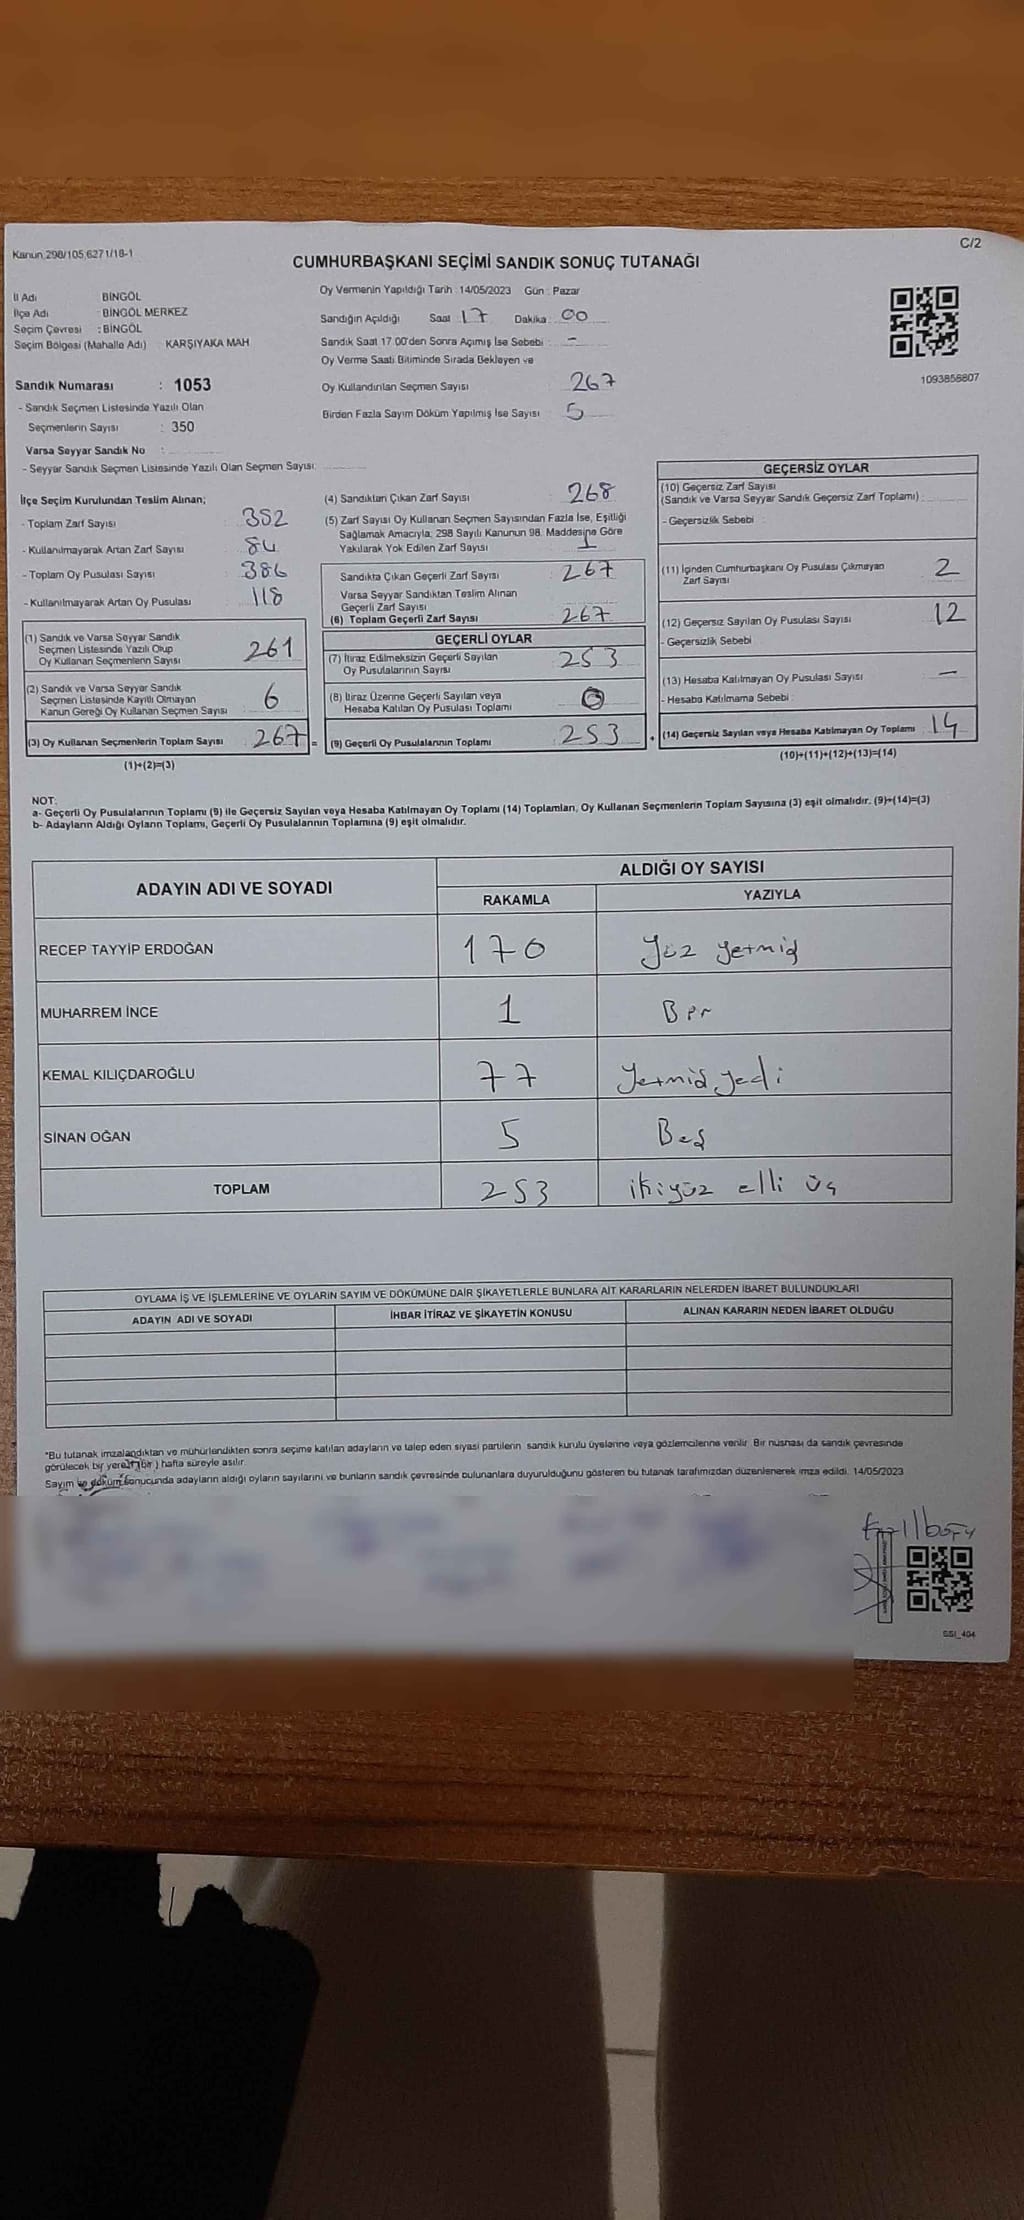 Kanun;298/105;6271/18-1
C/2
CUMHURBAŞKANI SEÇİMİ SANDIK SONUÇ TUTANAĞI
İl Adı BİNGÖL
İlçe Adı : BİNGÖL MERKEZ
Seçim Çevresi : BİNGÖL
Seçim Bölgesi (Mahalle Adı) KARŞIYAKA MAH
Sandık Numarası : 1053
- Sandık Seçmen Listesinde Yazılı Olan
Seçmenlerin Sayısı : 350
Varsa Seyyar Sandık No :
- Seyyar Sandık Seçmen Listesinde Yazılı Olan Seçmen Sayısı:
Oy Vermenin Yapıldığı Tarih : 14/05/2023 Gün : Pazar
Sandığın Açıldığı Saat 17 Dakika : 00
Sandık Saat 17.00'den Sonra Açılmış İse Sebebi : -
Oy Verme Saati Bitiminde Sırada Bekleyen ve
Oy Kullandırılan Seçmen Sayısı 267
Birden Fazla Sayım Döküm Yapılmış İse Sayısı : 5
1093858807
İlçe Seçim Kurulundan Teslim Alınan;
- Toplam Zarf Sayısı 352
- Kullanılmayarak Artan Zarf Sayısı 84
- Toplam Oy Pusulası Sayısı 386
- Kullanılmayarak Artan Oy Pusulası 118
(1) Sandık ve Varsa Seyyar Sandık
Seçmen Listesinde Yazılı Olup
Oy Kullanan Seçmenlerin Sayısı 261
(2) Sandık ve Varsa Seyyar Sandık
Seçmen Listesinde Kayıtlı Olmayan
Kanun Gereği Oy Kullanan Seçmen Sayısı 6
(3) Oy Kullanan Seçmenlerin Toplam Sayısı 267 =
(1)+(2)=(3)
(4) Sandıktan Çıkan Zarf Sayısı : 268
(5) Zarf Sayısı Oy Kullanan Seçmen Sayısından Fazla İse, Eşitliği
Sağlamak Amacıyla; 298 Sayılı Kanunun 98. Maddesine Göre
Yakılarak Yok Edilen Zarf Sayısı 1
Sandıkta Çıkan Geçerli Zarf Sayısı : 267
Varsa Seyyar Sandıktan Teslim Alınan
Geçerli Zarf Sayısı
(6) Toplam Geçerli Zarf Sayısı 267
GEÇERLİ OYLAR
(7) İtiraz Edilmeksizin Geçerli Sayılan
Oy Pusulalarının Sayısı 253
(8) İtiraz Üzerine Geçerli Sayılan veya
Hesaba Katılan Oy Pusulası Toplamı 0
(9) Geçerli Oy Pusulalarının Toplamı 253 +
GEÇERSİZ OYLAR
(10) Geçersiz Zarf Sayısı
(Sandık ve Varsa Seyyar Sandık Geçersiz Zarf Toplamı) :
- Geçersizlik Sebebi :
(11) İçinden Cumhurbaşkanı Oy Pusulası Çıkmayan
Zarf Sayısı 2
(12) Geçersiz Sayılan Oy Pusulası Sayısı 12
- Geçersizlik Sebebi
(13) Hesaba Katılmayan Oy Pusulası Sayısı -
- Hesaba Katılmama Sebebi :
(14) Geçersiz Sayılan veya Hesaba Katılmayan Oy Toplamı 14
(10)+(11)+(12)+(13)=(14)
NOT:
a- Geçerli Oy Pusulalarının Toplamı (9) ile Geçersiz Sayılan veya Hesaba Katılmayan Oy Toplamı (14) Toplamları, Oy Kullanan Seçmenlerin Toplam Sayısına (3) eşit olmalıdır. (9)+(14)=(3)
b- Adayların Aldığı Oyların Toplamı, Geçerli Oy Pusulalarının Toplamına (9) eşit olmalıdır.
ADAYIN ADI VE SOYADI
ALDIĞI OY SAYISI
RAKAMLA YAZIYLA
RECEP TAYYİP ERDOĞAN 170 Yüz yetmiş
MUHARREM İNCE 1 Bir
KEMAL KILIÇDAROĞLU 77 Yetmiş yedi
SİNAN OĞAN 5 Beş
TOPLAM 253 ikiyüz elli üç
OYLAMA İŞ VE İŞLEMLERİNE VE OYLARIN SAYIM VE DÖKÜMÜNE DAİR ŞİKAYETLERLE BUNLARA AİT KARARLARIN NELERDEN İBARET BULUNDUKLARI
ADAYIN ADI VE SOYADI İHBAR İTİRAZ VE ŞİKAYETİN KONUSU ALINAN KARARIN NEDEN İBARET OLDUĞU
*Bu tutanak imzalandıktan ve mühürlendikten sonra seçime katılan adayların ve talep eden siyasi partilerin sandık kurulu üyelerine veya gözlemcilerine verilir. Bir nüshası da sandık çevresinde
görülecek bir yere 1 (bir) hafta süreyle asılır.
Sayım ve döküm sonucunda adayların aldığı oyların sayılarını ve bunların sandık çevresinde bulunanlara duyurulduğunu gösteren bu tutanak tarafımızdan düzenlenerek imza edildi. 14/05/2023
SSI_404